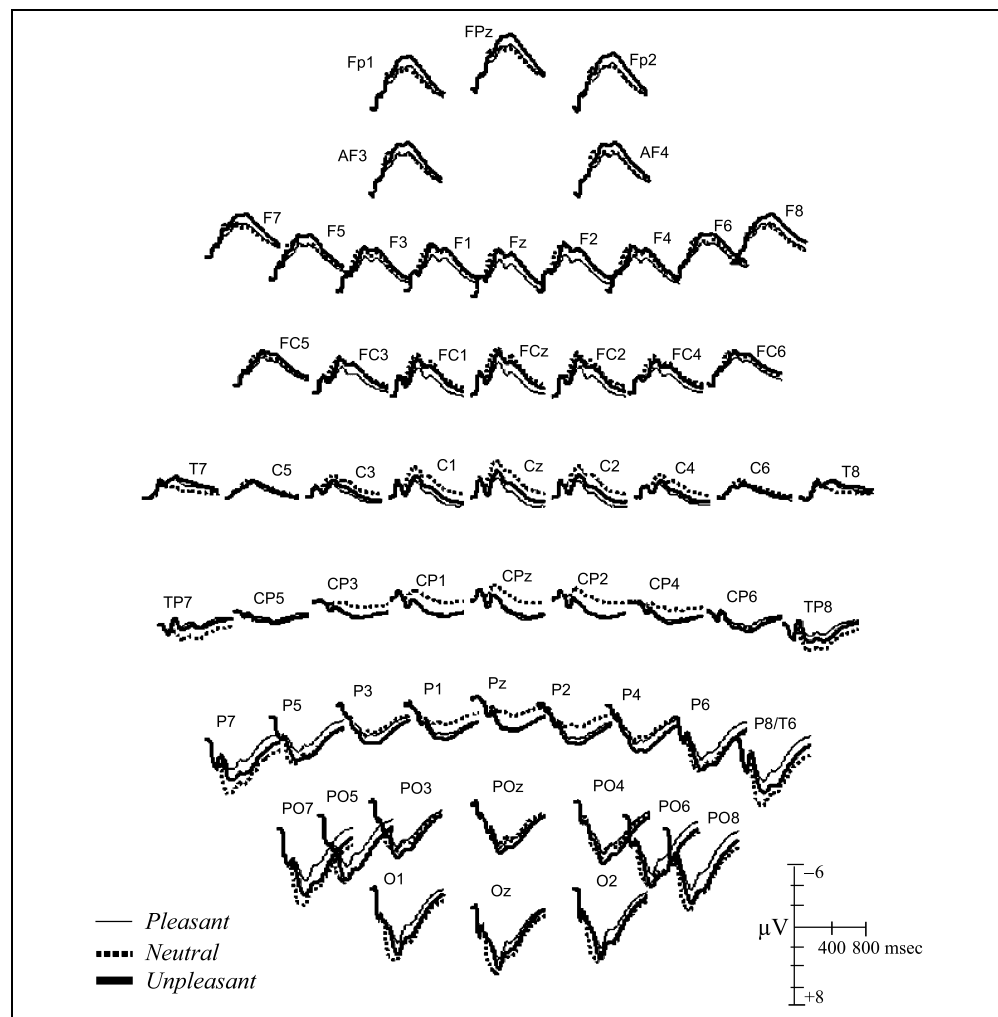 FPz
Fp1 Fp2
AF3 AF4
F7 F5 F3 F1 Fz F2 F4 F6 F8
FC5 FC3 FC1 FCz FC2 FC4 FC6
T7 C5 C3 C1 Cz C2 C4 C6 T8
TP7 CP5 CP3 CP1 CPz CP2 CP4 CP6 TP8
P7 P5 P3 P1 Pz P2 P4 P6 P8/T6
PO7 PO5 PO3 POz PO4 PO6 PO8
O1 Oz O2
Pleasant
Neutral
Unpleasant
–6
µV
400 800 msec
+8